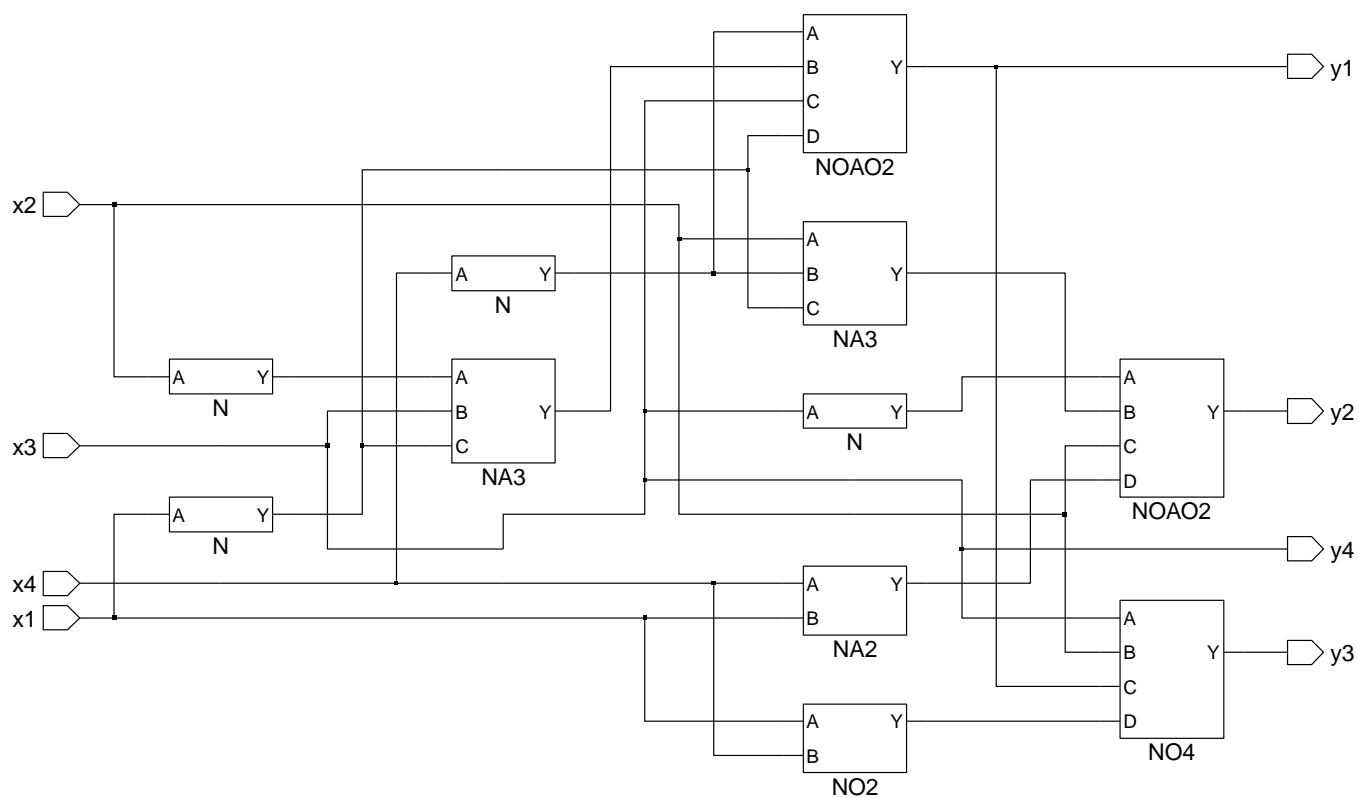 A
B Y y1
C
D
NOAO2
x2
A
A Y B Y
N C
NA3
A Y A A
N B Y A Y B Y y2
x3 C N C
NA3 D
A Y NOAO2
N
y4
x4 A Y
x1 B A
NA2 B Y y3
C
A Y D
B NO4
NO2